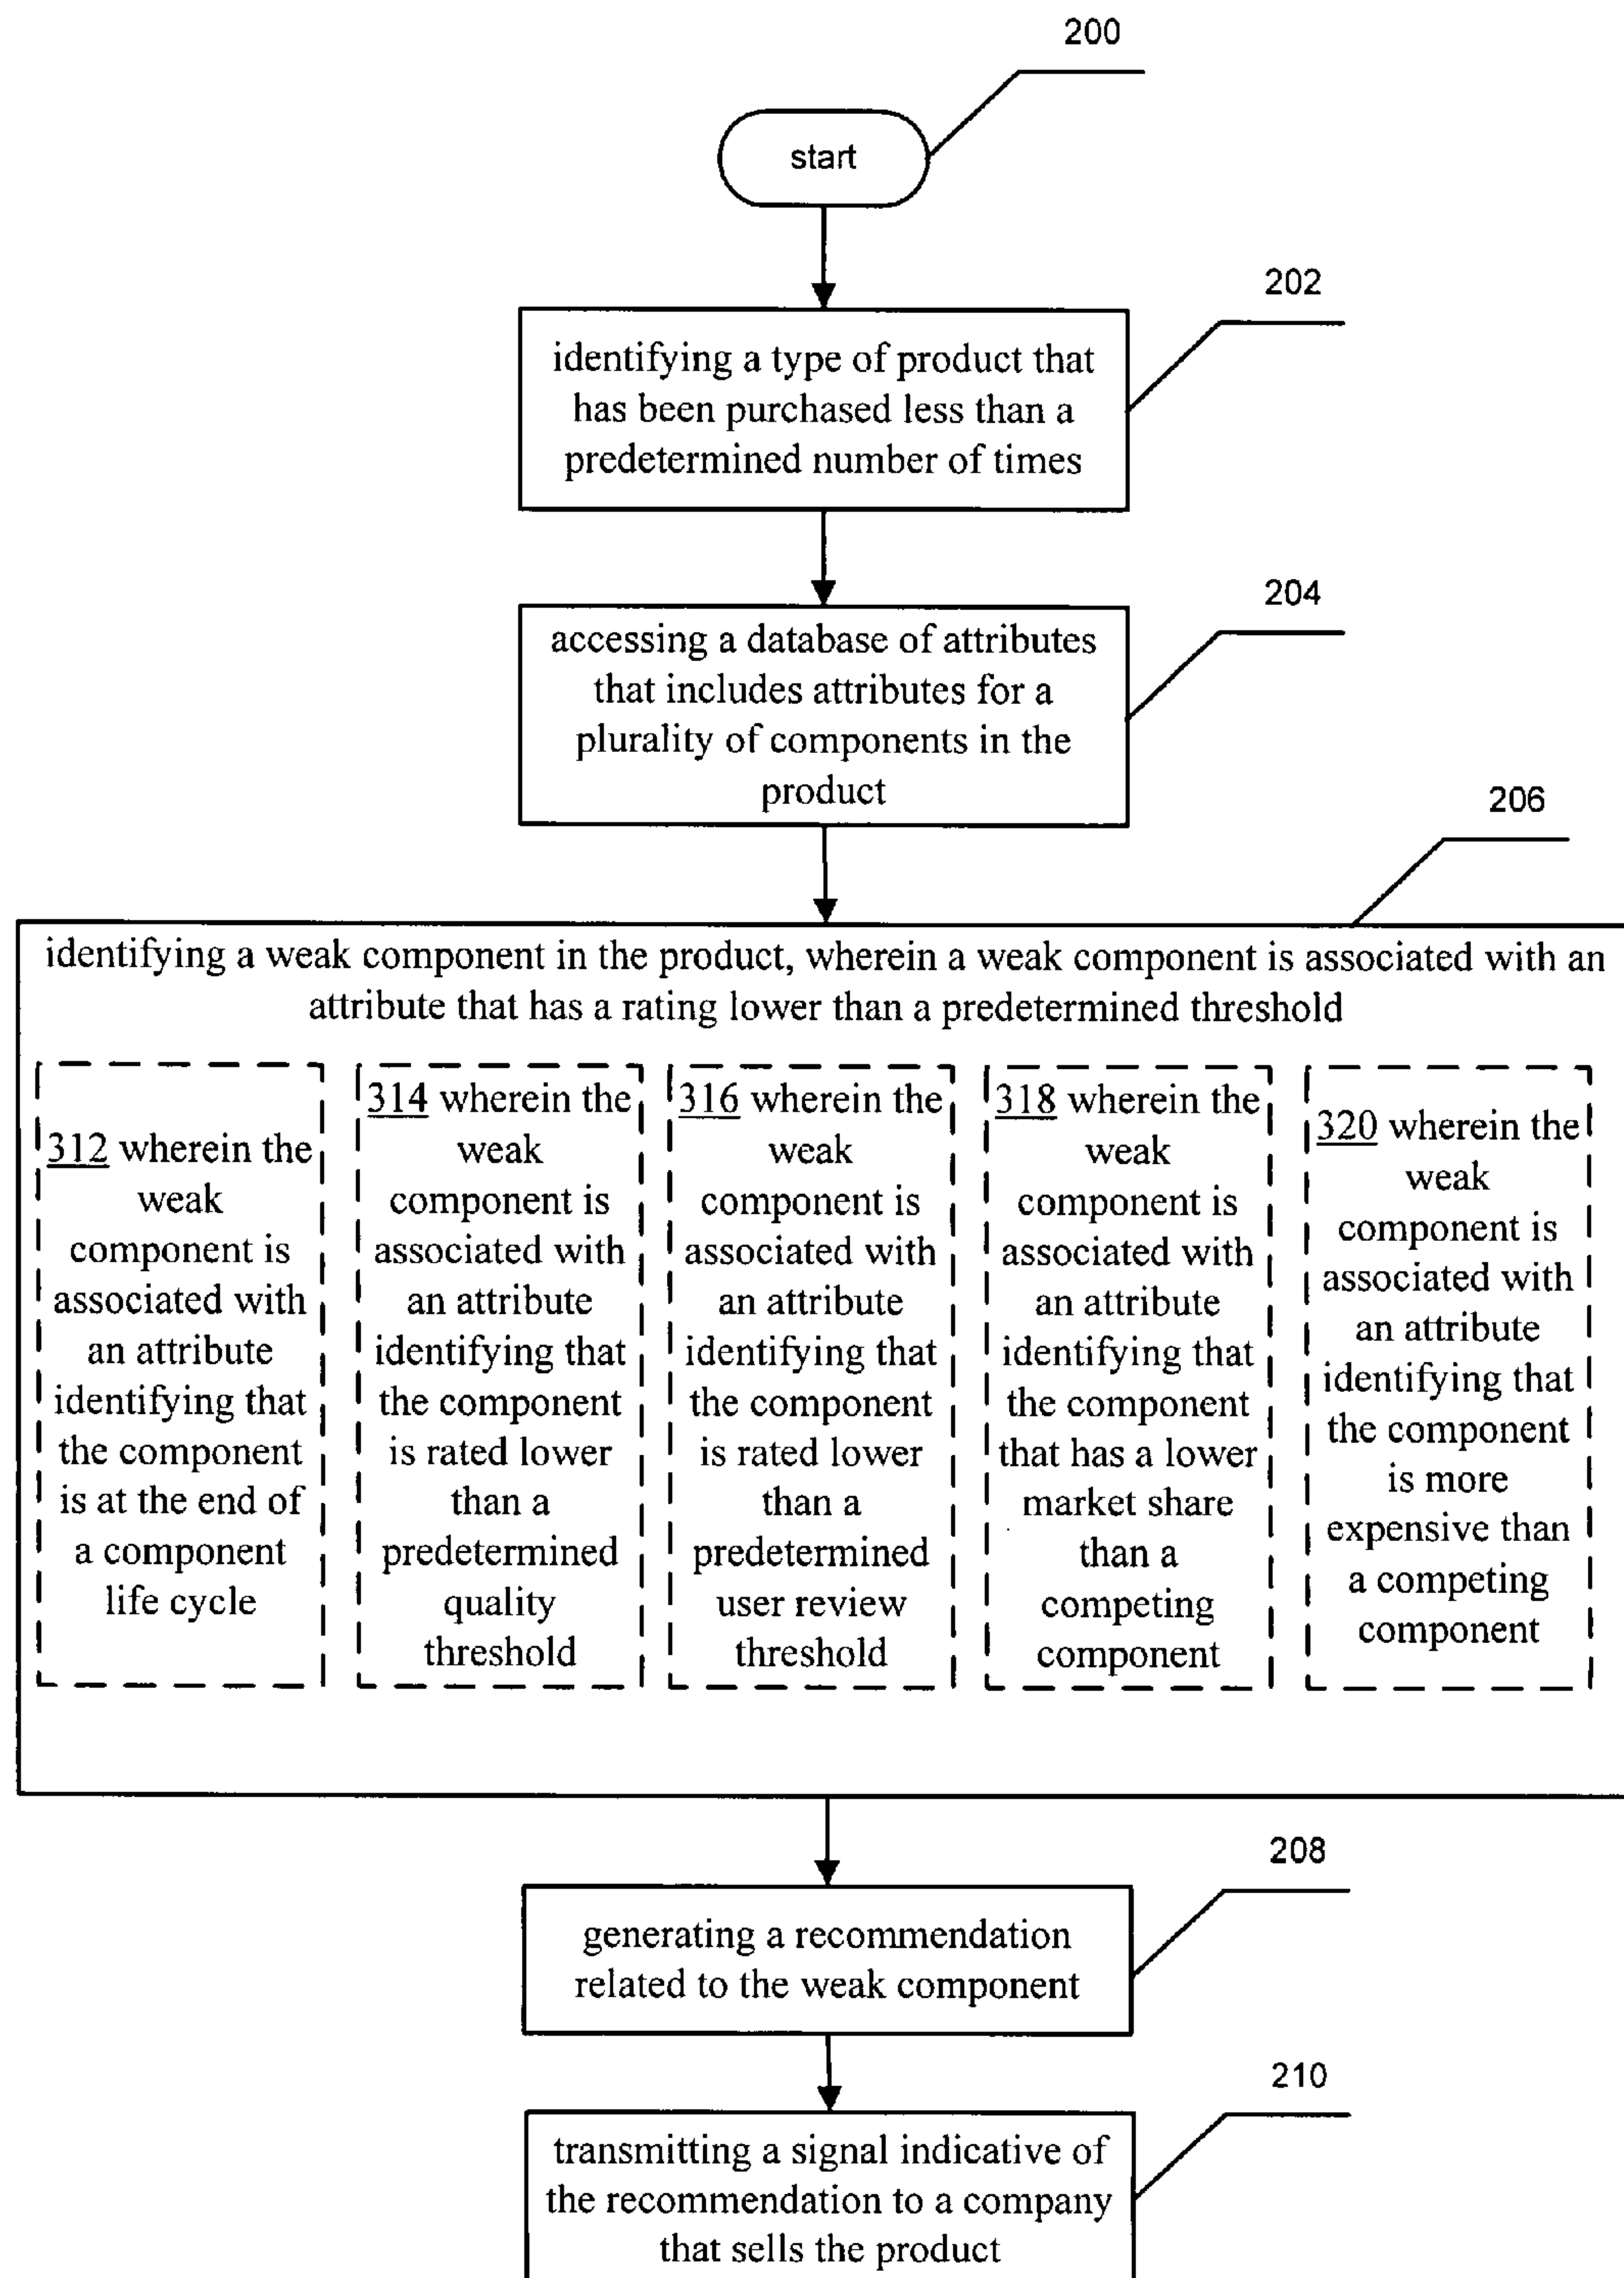 200
start
202
identifying a type of product that
has been purchased less than a
predetermined number of times
204
accessing a database of attributes
that includes attributes for a
plurality of components in the
product
206
identifying a weak component in the product, wherein a weak component is associated with an
attribute that has a rating lower than a predetermined threshold
312 wherein the
weak
component is
associated with
an attribute
identifying that
the component
is at the end of
a component
life cycle
314 wherein the
weak
component is
associated with
an attribute
identifying that
the component
is rated lower
than a
predetermined
quality
threshold
316 wherein the
weak
component is
associated with
an attribute
identifying that
the component
is rated lower
than a
predetermined
user review
threshold
318 wherein the
weak
component is
associated with
an attribute
identifying that
the component
that has a lower
market share
than a
competing
component
320 wherein the
weak
component is
associated with
an attribute
identifying that
the component
is more
expensive than
a competing
component
208
generating a recommendation
related to the weak component
210
transmitting a signal indicative of
the recommendation to a company
that sells the product